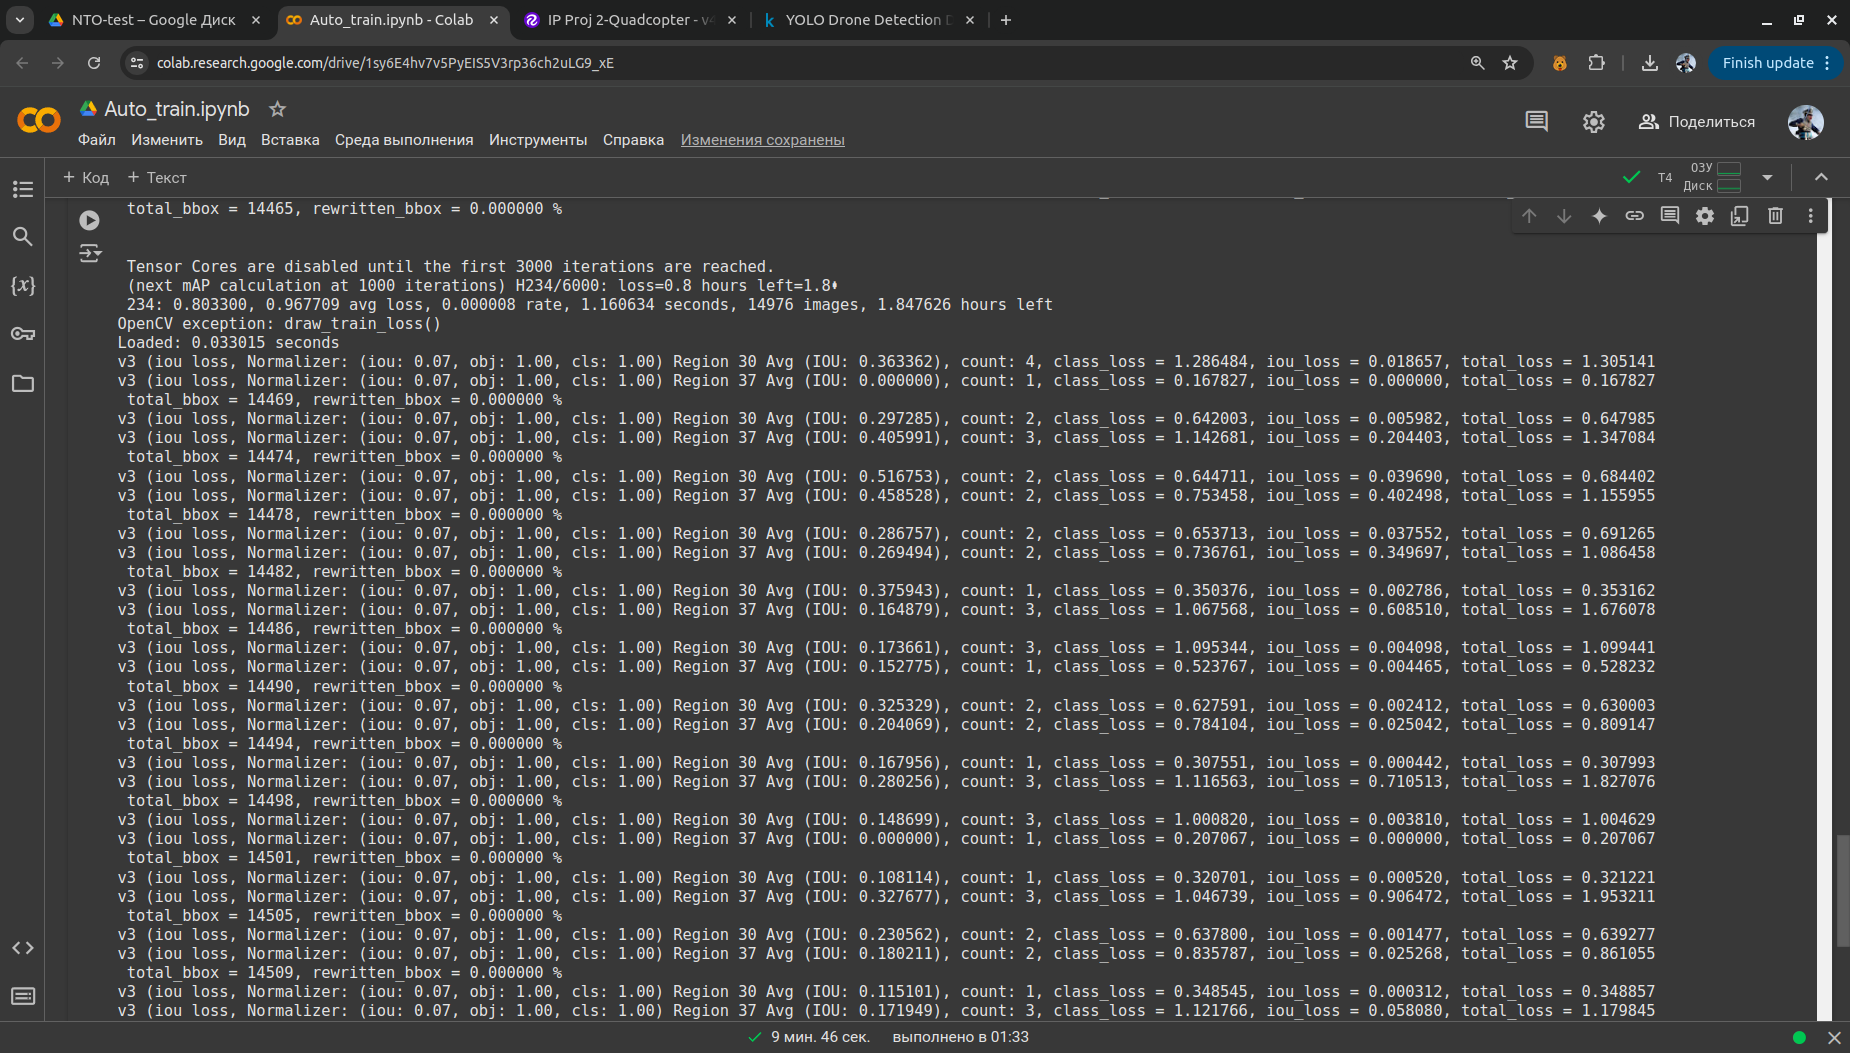 NTO-test – Google Диск
Auto_train.ipynb - Colab
IP Proj 2-Quadcopter - v
YOLO Drone Detection
colab.research.google.com/drive/1sy6E4hv7v5PyEIS5V3rp36ch2uLG9_xE
Finish update
Auto_train.ipynb
Файл Изменить Вид Вставка Среда выполнения Инструменты Справка Изменения сохранены
Поделиться
+ Код + Текст
T4 ОЗУ
Диск
total_bbox = 14465, rewritten_bbox = 0.000000 %
Tensor Cores are disabled until the first 3000 iterations are reached.
(next mAP calculation at 1000 iterations) H234/6000: loss=0.8 hours left=1.8
234: 0.803300, 0.967709 avg loss, 0.000008 rate, 1.160634 seconds, 14976 images, 1.847626 hours left
OpenCV exception: draw_train_loss()
Loaded: 0.033015 seconds
v3 (iou loss, Normalizer: (iou: 0.07, obj: 1.00, cls: 1.00) Region 30 Avg (IOU: 0.363362), count: 4, class_loss = 1.286484, iou_loss = 0.018657, total_loss = 1.305141
v3 (iou loss, Normalizer: (iou: 0.07, obj: 1.00, cls: 1.00) Region 37 Avg (IOU: 0.000000), count: 1, class_loss = 0.167827, iou_loss = 0.000000, total_loss = 0.167827
total_bbox = 14469, rewritten_bbox = 0.000000 %
v3 (iou loss, Normalizer: (iou: 0.07, obj: 1.00, cls: 1.00) Region 30 Avg (IOU: 0.297285), count: 2, class_loss = 0.642003, iou_loss = 0.005982, total_loss = 0.647985
v3 (iou loss, Normalizer: (iou: 0.07, obj: 1.00, cls: 1.00) Region 37 Avg (IOU: 0.405991), count: 3, class_loss = 1.142681, iou_loss = 0.204403, total_loss = 1.347084
total_bbox = 14474, rewritten_bbox = 0.000000 %
v3 (iou loss, Normalizer: (iou: 0.07, obj: 1.00, cls: 1.00) Region 30 Avg (IOU: 0.516753), count: 2, class_loss = 0.644711, iou_loss = 0.039690, total_loss = 0.684402
v3 (iou loss, Normalizer: (iou: 0.07, obj: 1.00, cls: 1.00) Region 37 Avg (IOU: 0.458528), count: 2, class_loss = 0.753458, iou_loss = 0.402498, total_loss = 1.155955
total_bbox = 14478, rewritten_bbox = 0.000000 %
v3 (iou loss, Normalizer: (iou: 0.07, obj: 1.00, cls: 1.00) Region 30 Avg (IOU: 0.286757), count: 2, class_loss = 0.653713, iou_loss = 0.037552, total_loss = 0.691265
v3 (iou loss, Normalizer: (iou: 0.07, obj: 1.00, cls: 1.00) Region 37 Avg (IOU: 0.269494), count: 2, class_loss = 0.736761, iou_loss = 0.349697, total_loss = 1.086458
total_bbox = 14482, rewritten_bbox = 0.000000 %
v3 (iou loss, Normalizer: (iou: 0.07, obj: 1.00, cls: 1.00) Region 30 Avg (IOU: 0.375943), count: 1, class_loss = 0.350376, iou_loss = 0.002786, total_loss = 0.353162
v3 (iou loss, Normalizer: (iou: 0.07, obj: 1.00, cls: 1.00) Region 37 Avg (IOU: 0.164879), count: 3, class_loss = 1.067568, iou_loss = 0.608510, total_loss = 1.676078
total_bbox = 14486, rewritten_bbox = 0.000000 %
v3 (iou loss, Normalizer: (iou: 0.07, obj: 1.00, cls: 1.00) Region 30 Avg (IOU: 0.173661), count: 3, class_loss = 1.095344, iou_loss = 0.004098, total_loss = 1.099441
v3 (iou loss, Normalizer: (iou: 0.07, obj: 1.00, cls: 1.00) Region 37 Avg (IOU: 0.152775), count: 1, class_loss = 0.523767, iou_loss = 0.004465, total_loss = 0.528232
total_bbox = 14490, rewritten_bbox = 0.000000 %
v3 (iou loss, Normalizer: (iou: 0.07, obj: 1.00, cls: 1.00) Region 30 Avg (IOU: 0.325329), count: 2, class_loss = 0.627591, iou_loss = 0.002412, total_loss = 0.630003
v3 (iou loss, Normalizer: (iou: 0.07, obj: 1.00, cls: 1.00) Region 37 Avg (IOU: 0.204069), count: 2, class_loss = 0.784104, iou_loss = 0.025042, total_loss = 0.809147
total_bbox = 14494, rewritten_bbox = 0.000000 %
v3 (iou loss, Normalizer: (iou: 0.07, obj: 1.00, cls: 1.00) Region 30 Avg (IOU: 0.167956), count: 1, class_loss = 0.307551, iou_loss = 0.000442, total_loss = 0.307993
v3 (iou loss, Normalizer: (iou: 0.07, obj: 1.00, cls: 1.00) Region 37 Avg (IOU: 0.280256), count: 3, class_loss = 1.116563, iou_loss = 0.710513, total_loss = 1.827076
total_bbox = 14498, rewritten_bbox = 0.000000 %
v3 (iou loss, Normalizer: (iou: 0.07, obj: 1.00, cls: 1.00) Region 30 Avg (IOU: 0.148699), count: 3, class_loss = 1.000820, iou_loss = 0.003810, total_loss = 1.004629
v3 (iou loss, Normalizer: (iou: 0.07, obj: 1.00, cls: 1.00) Region 37 Avg (IOU: 0.000000), count: 1, class_loss = 0.207067, iou_loss = 0.000000, total_loss = 0.207067
total_bbox = 14501, rewritten_bbox = 0.000000 %
v3 (iou loss, Normalizer: (iou: 0.07, obj: 1.00, cls: 1.00) Region 30 Avg (IOU: 0.108114), count: 1, class_loss = 0.320701, iou_loss = 0.000520, total_loss = 0.321221
v3 (iou loss, Normalizer: (iou: 0.07, obj: 1.00, cls: 1.00) Region 37 Avg (IOU: 0.327677), count: 3, class_loss = 1.046739, iou_loss = 0.906472, total_loss = 1.953211
total_bbox = 14505, rewritten_bbox = 0.000000 %
v3 (iou loss, Normalizer: (iou: 0.07, obj: 1.00, cls: 1.00) Region 30 Avg (IOU: 0.230562), count: 2, class_loss = 0.637800, iou_loss = 0.001477, total_loss = 0.639277
v3 (iou loss, Normalizer: (iou: 0.07, obj: 1.00, cls: 1.00) Region 37 Avg (IOU: 0.180211), count: 2, class_loss = 0.835787, iou_loss = 0.025268, total_loss = 0.861055
total_bbox = 14509, rewritten_bbox = 0.000000 %
v3 (iou loss, Normalizer: (iou: 0.07, obj: 1.00, cls: 1.00) Region 30 Avg (IOU: 0.115101), count: 1, class_loss = 0.348545, iou_loss = 0.000312, total_loss = 0.348857
v3 (iou loss, Normalizer: (iou: 0.07, obj: 1.00, cls: 1.00) Region 37 Avg (IOU: 0.171949), count: 3, class_loss = 1.121766, iou_loss = 0.058080, total_loss = 1.179845
9 мин. 46 сек. выполнено в 01:33